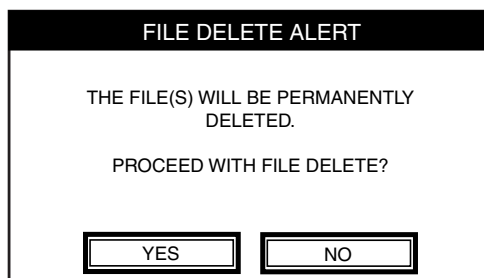 FILE DELETE ALERT
THE FILE(S) WILL BE PERMANENTLY
DELETED.
PROCEED WITH FILE DELETE?
YES
NO